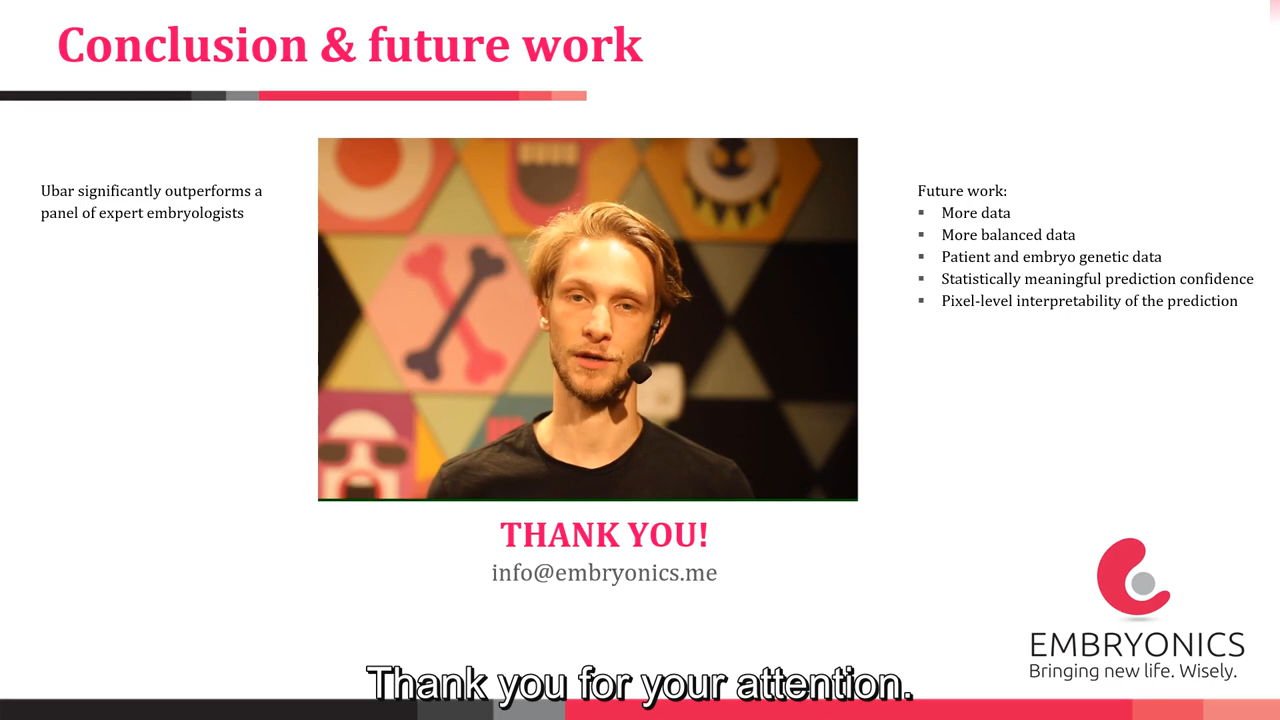 Conclusion & future work
Ubar significantly outperforms a
panel of expert embryologists
Future work:
▪ More data
▪ More balanced data
▪ Patient and embryo genetic data
▪ Statistically meaningful prediction confidence
▪ Pixel-level interpretability of the prediction
THANK YOU!
info@embryonics.me
EMBRYONICS
Bringing new life. Wisely.
Thank you for your attention.